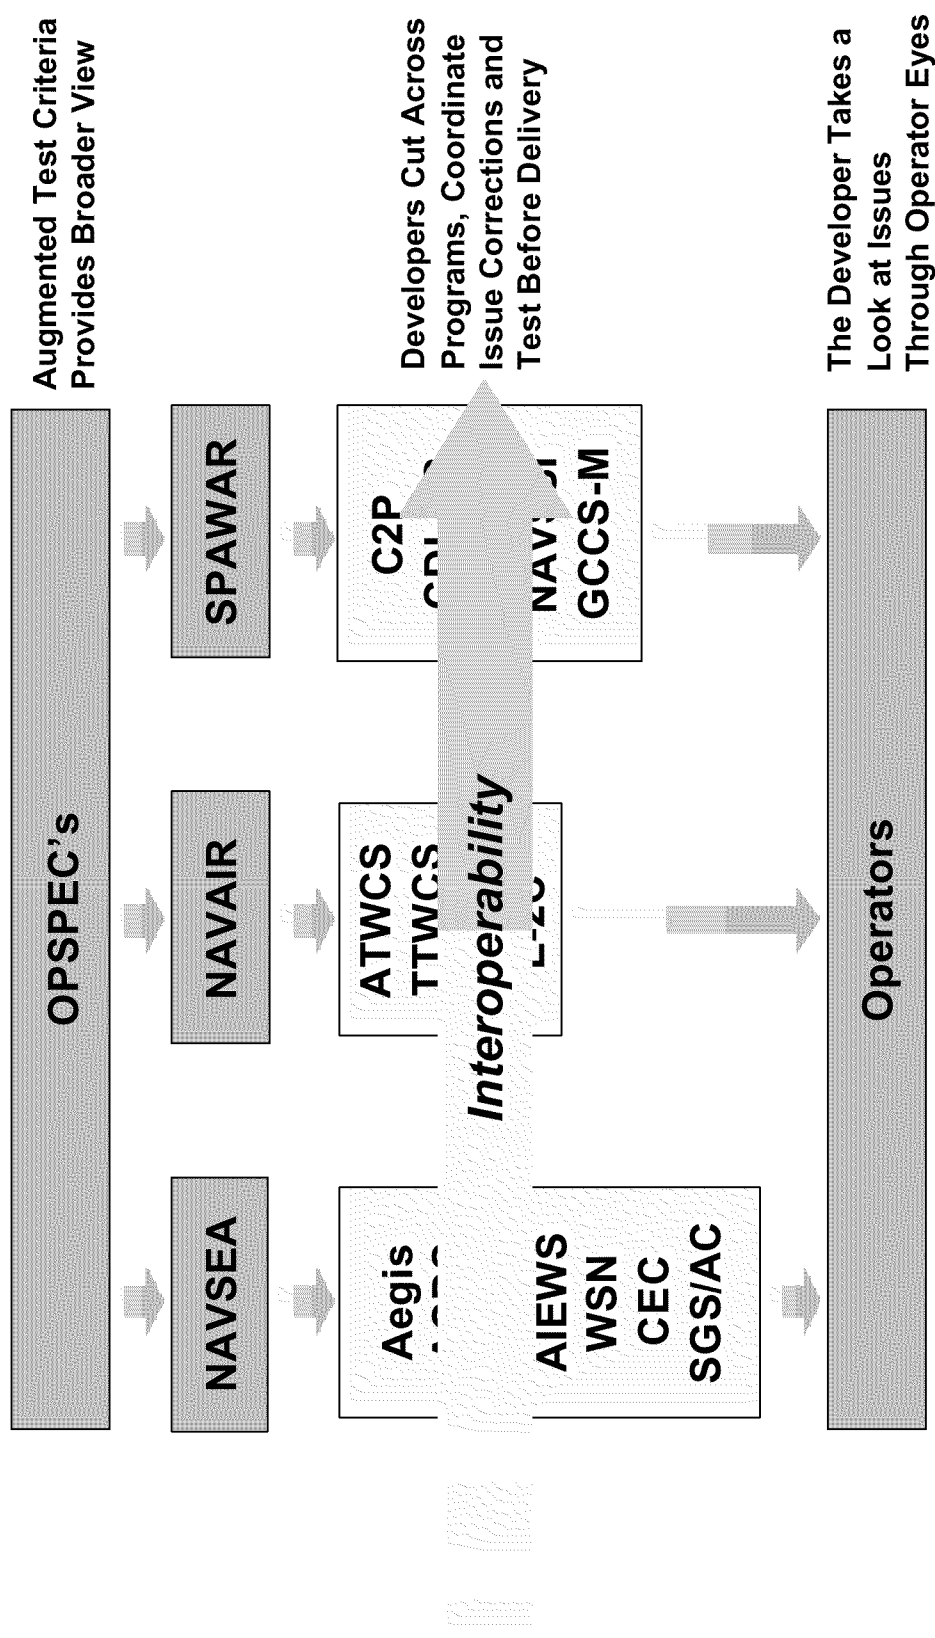 OPSPEC's
Augmented Test Criteria
Provides Broader View
NAVSEA
NAVAIR
SPAWAR
Aegis
AIEWS
WSN
CEC
SGS/AC
ATWCS
TTWCS
C2P
GCCS-M
Interoperability
Developers Cut Across
Programs, Coordinate
Issue Corrections and
Test Before Delivery
Operators
The Developer Takes a
Look at Issues
Through Operator Eyes